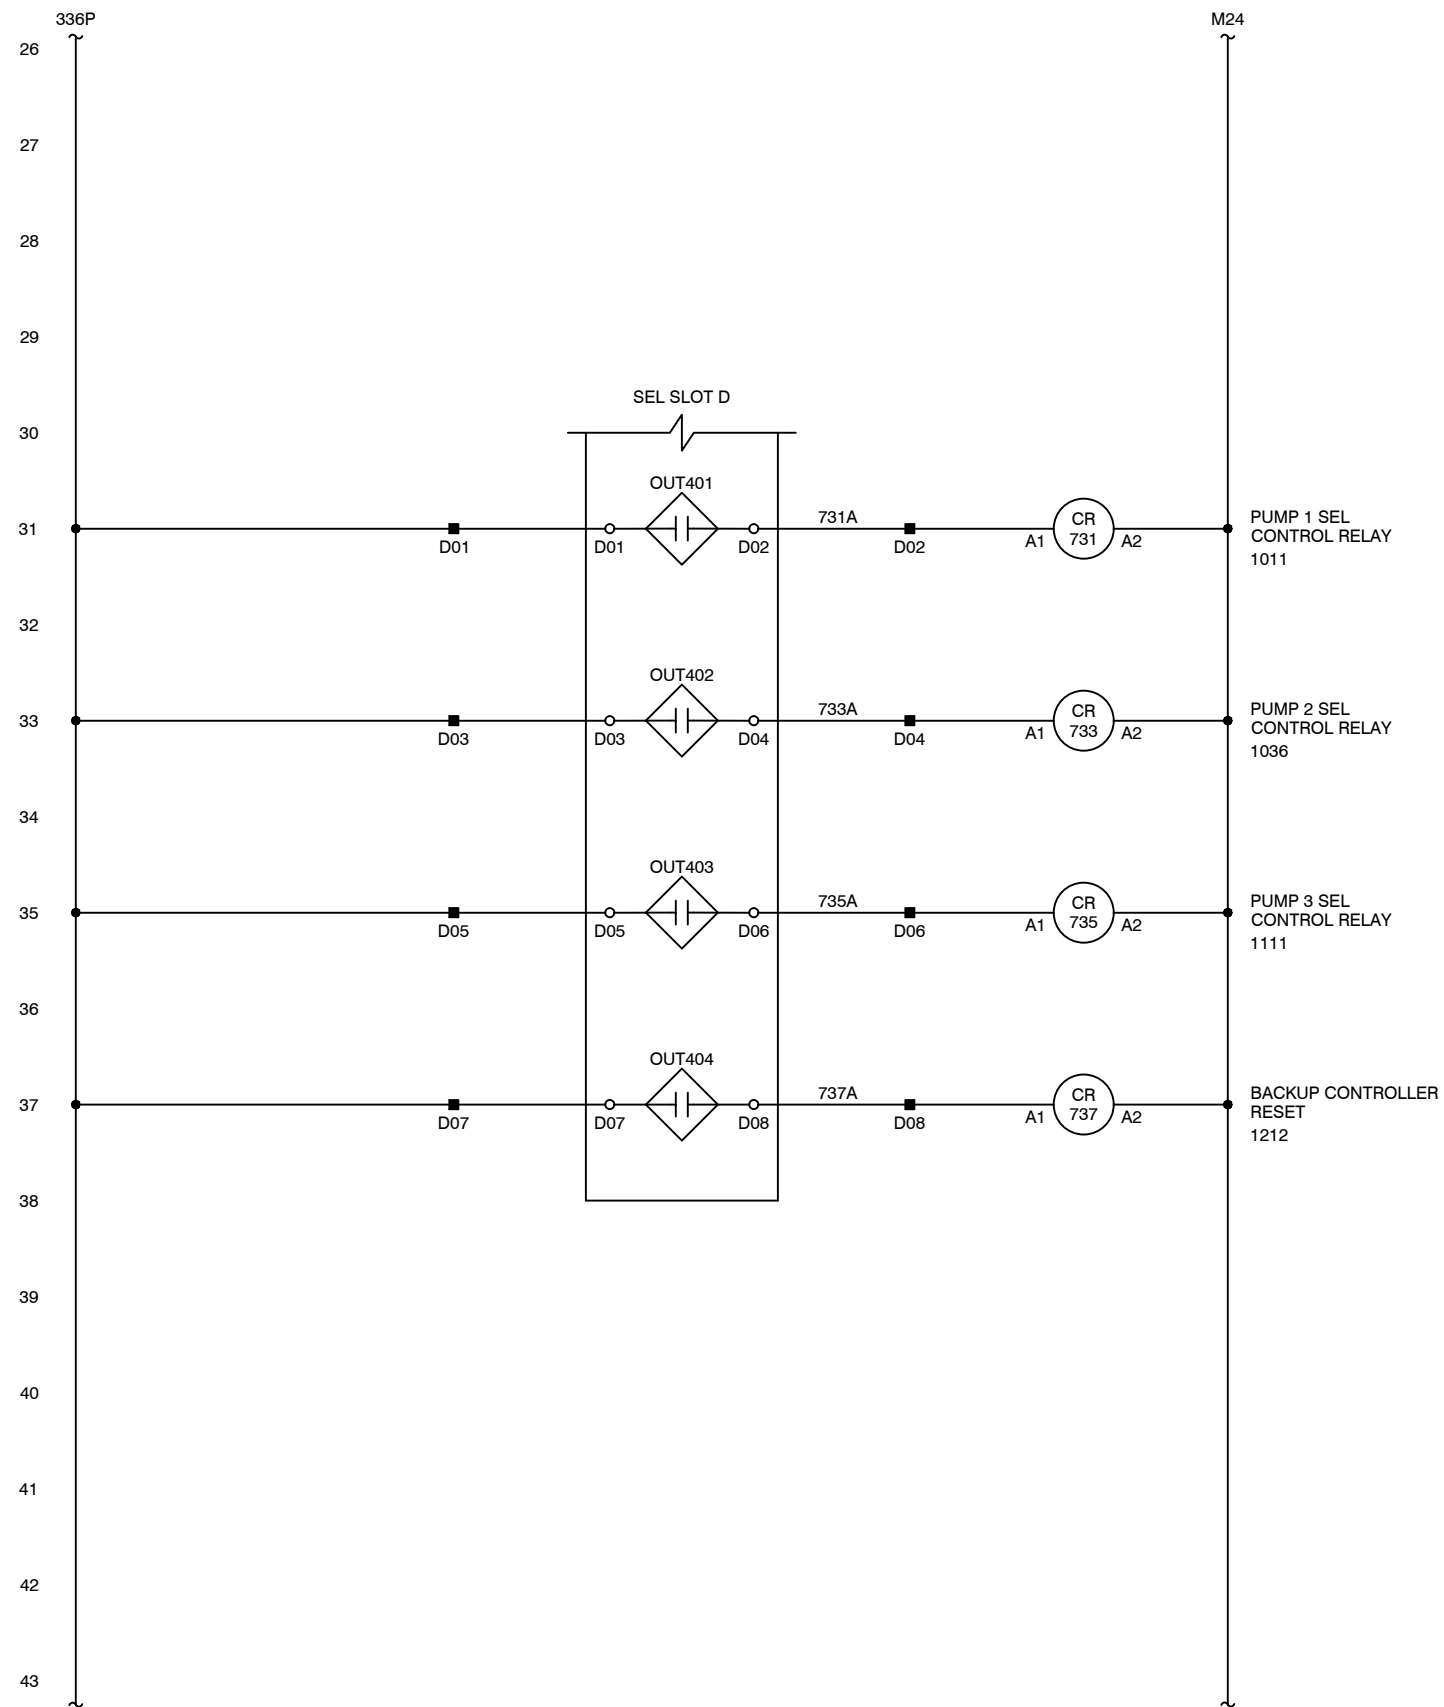 336P
M24
26
27
28
29
SEL SLOT D
30
OUT401
31
D01
D01
D02
731A
D02
A1
CR
731
A2
PUMP 1 SEL
CONTROL RELAY
1011
32
OUT402
33
D03
D03
D04
733A
D04
A1
CR
733
A2
PUMP 2 SEL
CONTROL RELAY
1036
34
OUT403
35
D05
D05
D06
735A
D06
A1
CR
735
A2
PUMP 3 SEL
CONTROL RELAY
1111
36
OUT404
37
D07
D07
D08
737A
D08
A1
CR
737
A2
BACKUP CONTROLLER
RESET
1212
38
39
40
41
42
43